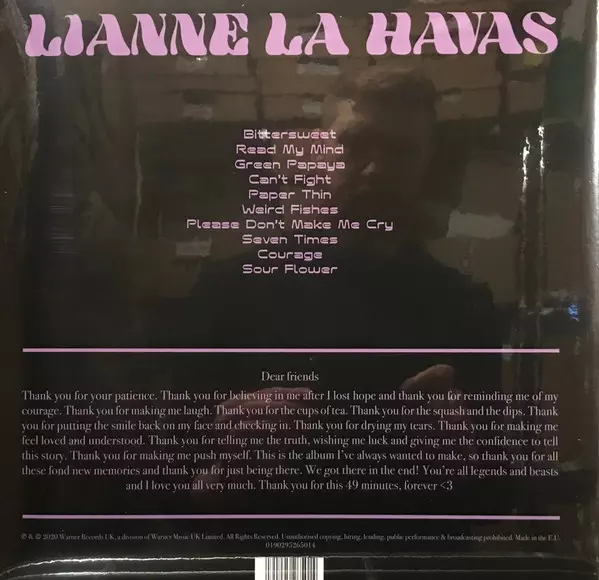 LIANNE LA HAVAS
Bittersweet
Read My Mind
Green Papaya
Can't Fight
Paper Thin
Weird Fishes
Please Don't Make Me Cry
Seven Times
Courage
Sour Flower
Dear friends
Thank you for your patience. Thank you for believing in me after I lost hope and thank you for reminding me of my
courage. Thank you for making me laugh. Thank you for the cups of tea. Thank you for the squash and the dips. Thank
you for putting the smile back on my face and checking in. Thank you for drying my tears. Thank you for making me
feel loved and understood. Thank you for telling me the truth, wishing me luck and giving me the confidence to tell
this story. Thank you for making me push myself. This is the album I've always wanted to make, so thank you for all
these fond new memories and thank you for just being there. We got there in the end! You're all legends and beasts
and I love you all very much. Thank you for this 49 minutes, forever <3
℗ & © 2020 Warner Records UK, a division of Warner Music UK Limited. All Rights Reserved. Unauthorised copying, hiring, lending, public performance & broadcasting prohibited. Made in the E.U.
0190295265014